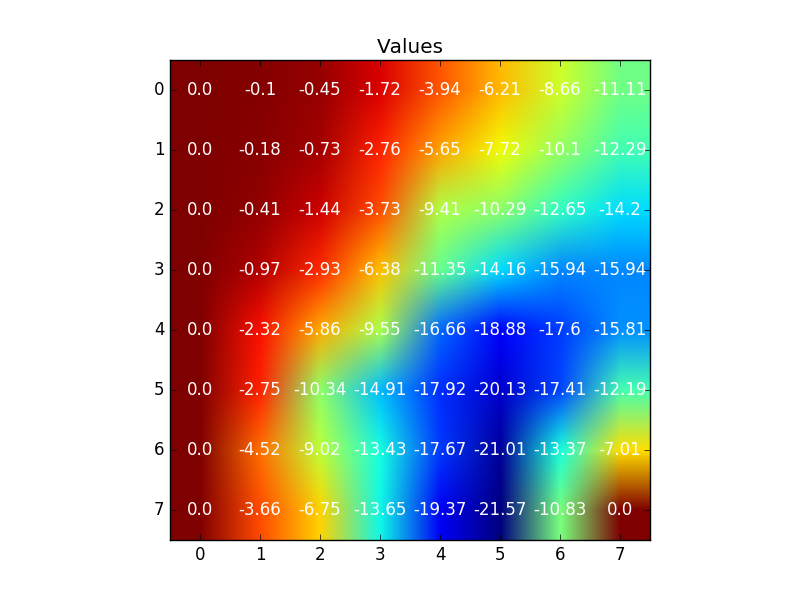 Values
0 0.0 -0.1 -0.45 -1.72 -3.94 -6.21 -8.66 -11.11
1 0.0 -0.18 -0.73 -2.76 -5.65 -7.72 -10.1 -12.29
2 0.0 -0.41 -1.44 -3.73 -9.41 -10.29 -12.65 -14.2
3 0.0 -0.97 -2.93 -6.38 -11.35 -14.16 -15.94 -15.94
4 0.0 -2.32 -5.86 -9.55 -16.66 -18.88 -17.6 -15.81
5 0.0 -2.75 -10.34 -14.91 -17.92 -20.13 -17.41 -12.19
6 0.0 -4.52 -9.02 -13.43 -17.67 -21.01 -13.37 -7.01
7 0.0 -3.66 -6.75 -13.65 -19.37 -21.57 -10.83 0.0
0 1 2 3 4 5 6 7